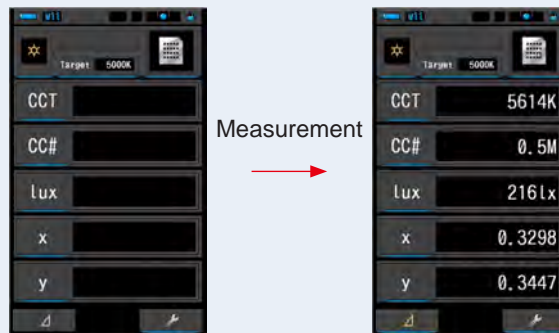 Target 5000K
CCT
CC#
lux
x
y
Measurement
Target 5000K
CCT 5614K
CC# 0.5M
lux 216lx
x 0.3298
y 0.3447